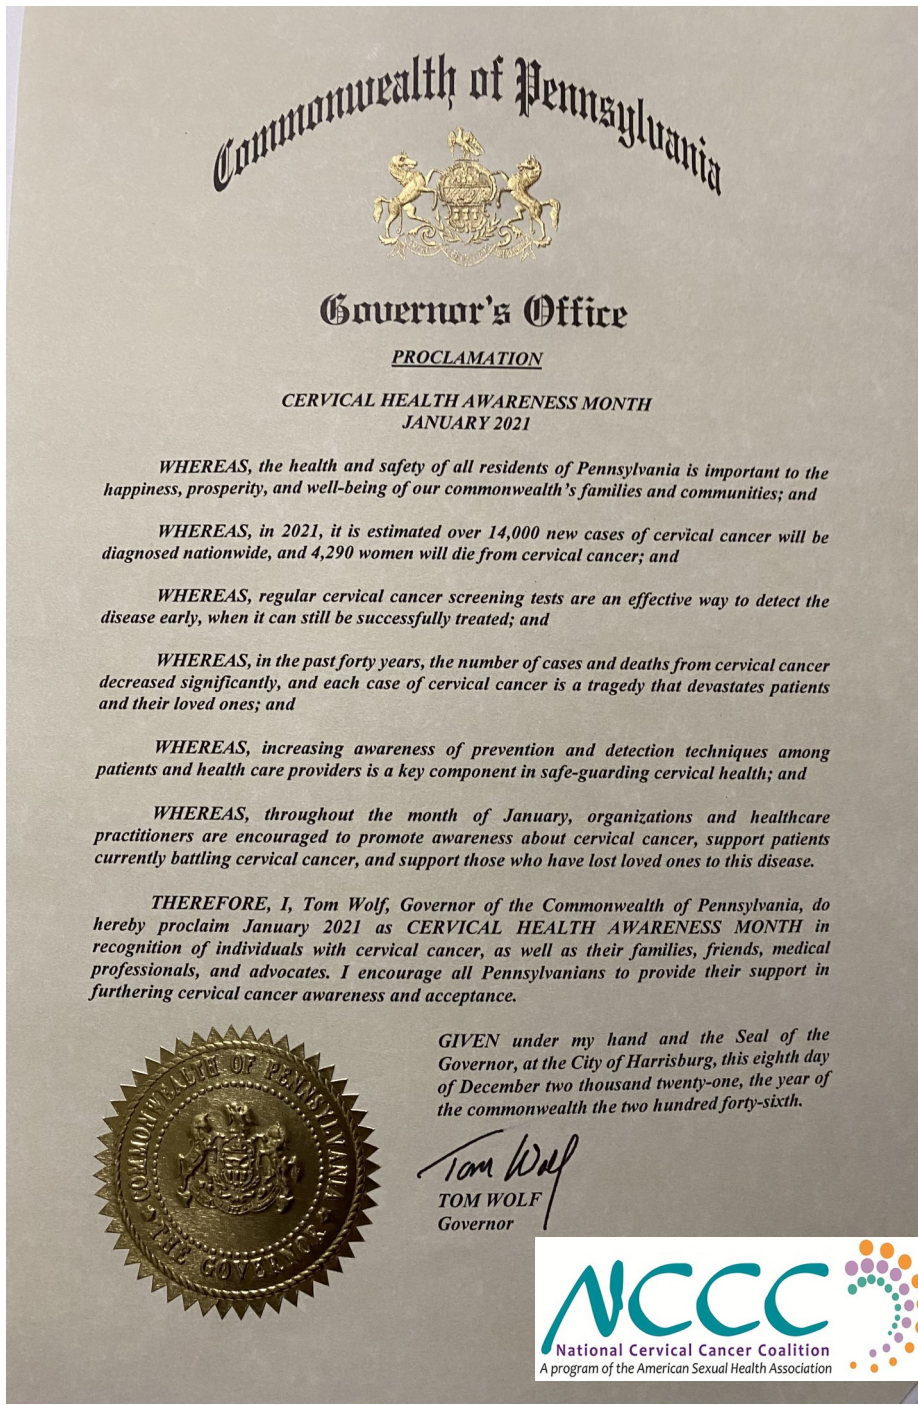 Commonwealth of Pennsylvania
Governor's Office
PROCLAMATION
CERVICAL HEALTH AWARENESS MONTH
JANUARY 2021
WHEREAS, the health and safety of all residents of Pennsylvania is important to the
happiness, prosperity, and well-being of our commonwealth's families and communities; and
WHEREAS, in 2021, it is estimated over 14,000 new cases of cervical cancer will be
diagnosed nationwide, and 4,290 women will die from cervical cancer; and
WHEREAS, regular cervical cancer screening tests are an effective way to detect the
disease early, when it can still be successfully treated; and
WHEREAS, in the past forty years, the number of cases and deaths from cervical cancer
decreased significantly, and each case of cervical cancer is a tragedy that devastates patients
and their loved ones; and
WHEREAS, increasing awareness of prevention and detection techniques among
patients and health care providers is a key component in safe-guarding cervical health; and
WHEREAS, throughout the month of January, organizations and healthcare
practitioners are encouraged to promote awareness about cervical cancer, support patients
currently battling cervical cancer, and support those who have lost loved ones to this disease.
THEREFORE, I, Tom Wolf, Governor of the Commonwealth of Pennsylvania, do
hereby proclaim January 2021 as CERVICAL HEALTH AWARENESS MONTH in
recognition of individuals with cervical cancer, as well as their families, friends, medical
professionals, and advocates. I encourage all Pennsylvanians to provide their support in
furthering cervical cancer awareness and acceptance.
GIVEN under my hand and the Seal of the
Governor, at the City of Harrisburg, this eighth day
of December two thousand twenty-one, the year of
the commonwealth the two hundred forty-sixth.
Tom Wolf
TOM WOLF
Governor
COMMONWEALTH OF PENNSYLVANIA
THE GOVERNOR
NCCC
National Cervical Cancer Coalition
A program of the American Sexual Health Association